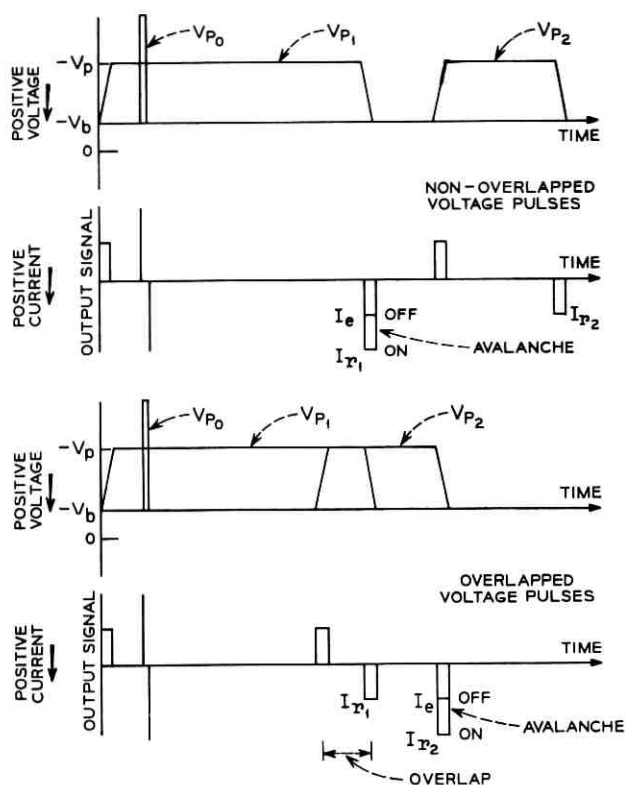 POSITIVE VOLTAGE
-Vp
-Vb
0
VP0
VP1
VP2
TIME
NON-OVERLAPPED
VOLTAGE PULSES
POSITIVE CURRENT
OUTPUT SIGNAL
TIME
Ie OFF
Ir1 ON
AVALANCHE
Ir2
POSITIVE VOLTAGE
-Vp
-Vb
0
VP0
VP1
VP2
TIME
OVERLAPPED
VOLTAGE PULSES
POSITIVE CURRENT
OUTPUT SIGNAL
TIME
Ir1
Ie OFF
Ir2 ON
AVALANCHE
OVERLAP